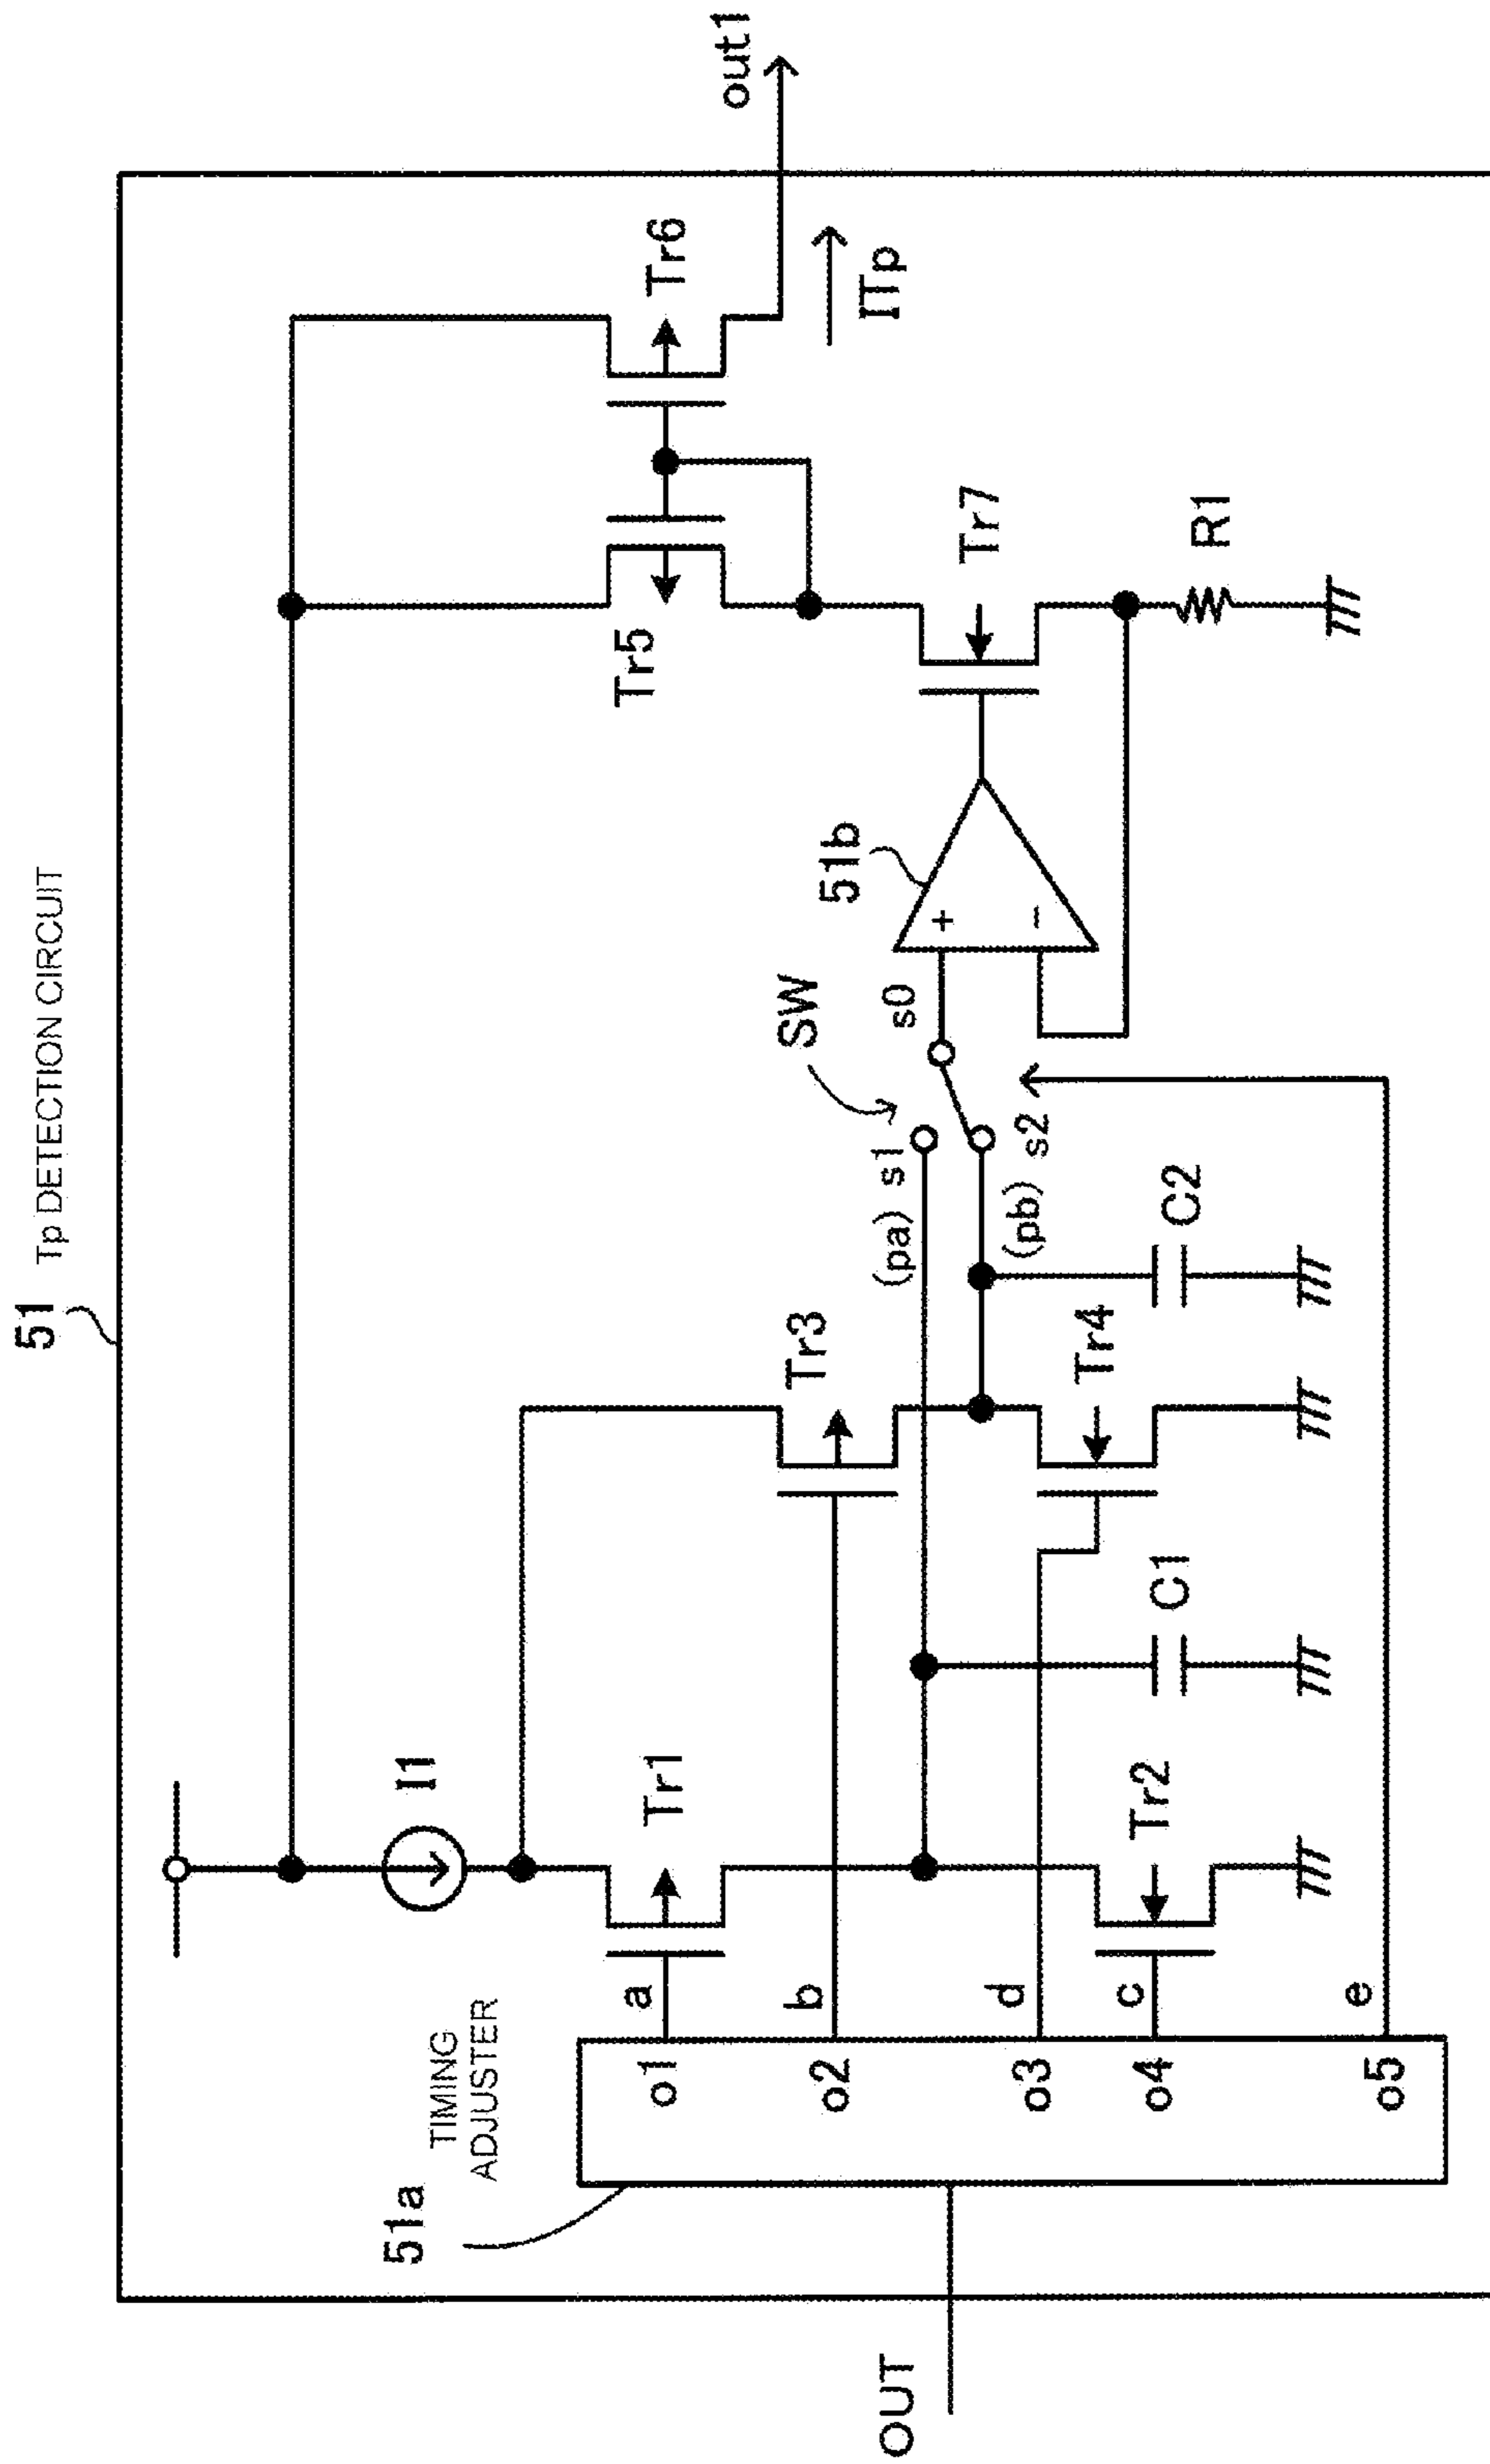 51
Tp DETECTION CIRCUIT
51a
TIMING
ADJUSTER
OUT
o1
o2
o3
o4
o5
a
b
d
c
e
I1
Tr1
Tr2
C1
Tr3
Tr4
C2
(pa) s1
(pb) s2
SW
s0
51b
+
−
Tr5
Tr6
Tr7
R1
ITp
out1